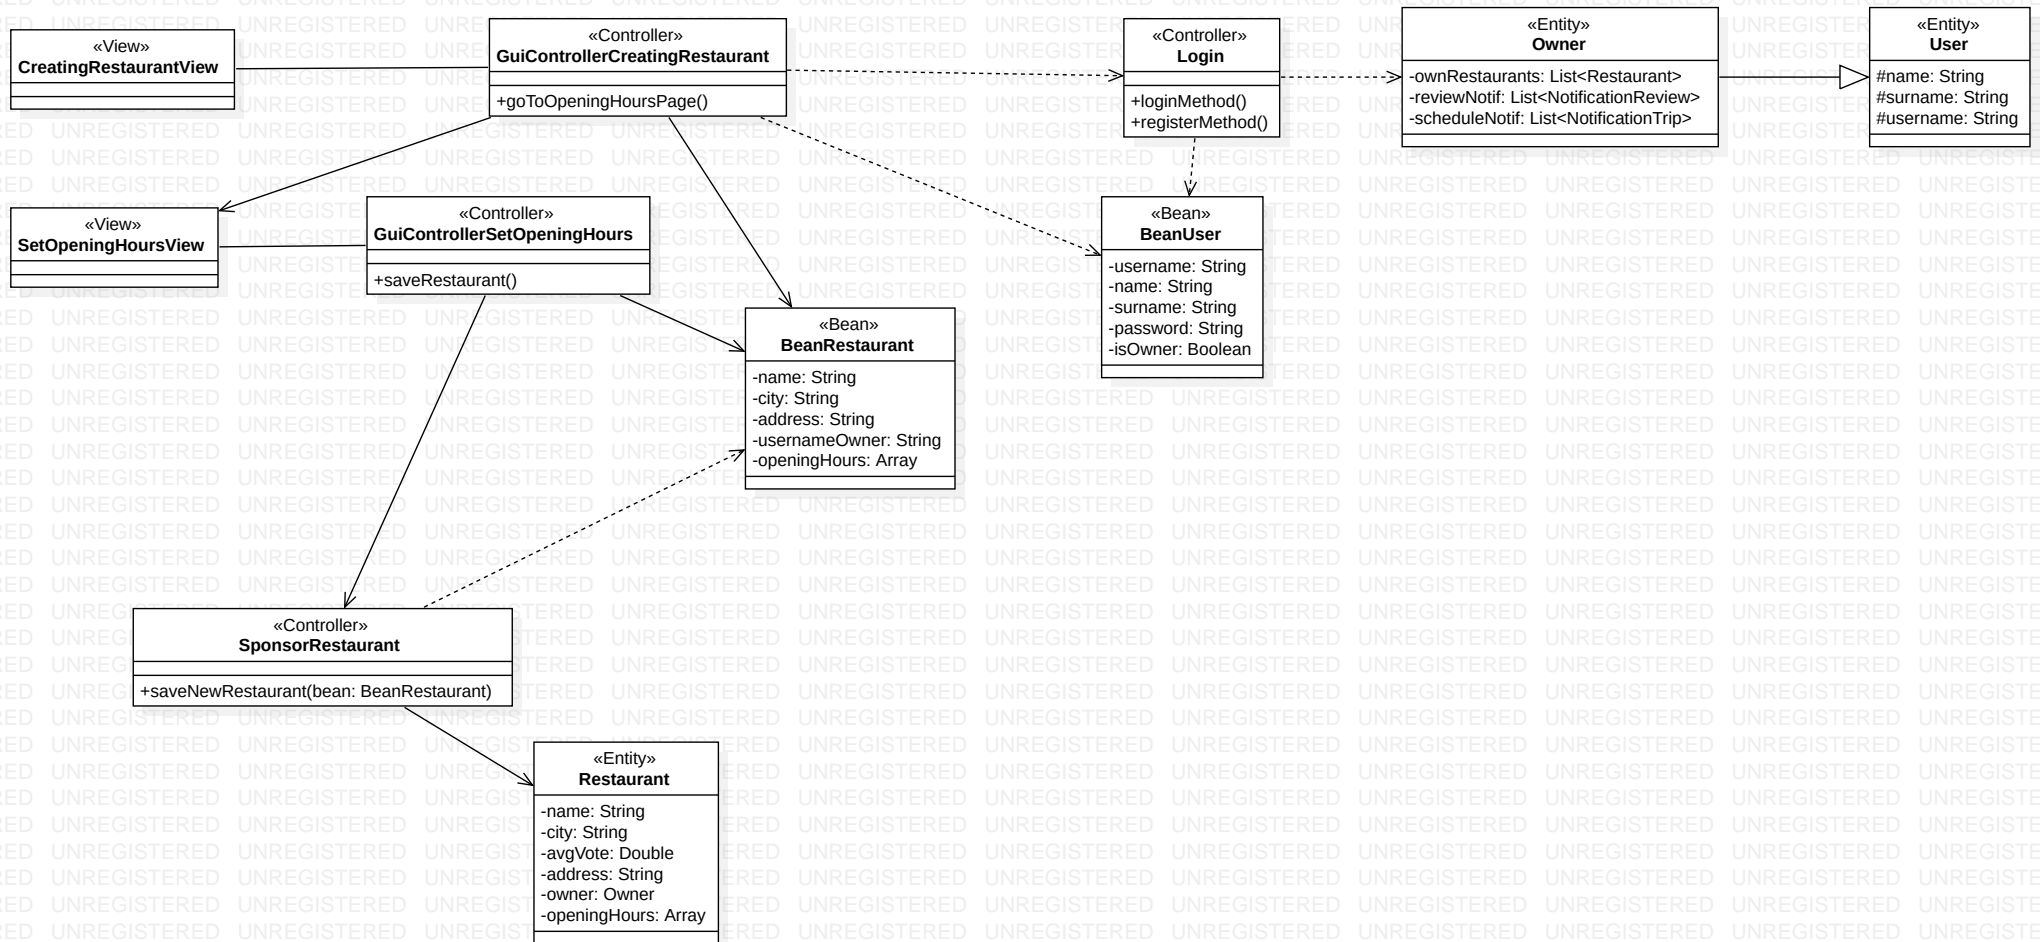 «View»
CreatingRestaurantView
«Controller»
GuiControllerCreatingRestaurant
+goToOpeningHoursPage()
«Controller»
Login
+loginMethod()
+registerMethod()
«Entity»
Owner
-ownRestaurants: List<Restaurant>
-reviewNotif: List<NotificationReview>
-scheduleNotif: List<NotificationTrip>
«Entity»
User
#name: String
#surname: String
#username: String
«View»
SetOpeningHoursView
«Controller»
GuiControllerSetOpeningHours
+saveRestaurant()
«Bean»
BeanUser
-username: String
-name: String
-surname: String
-password: String
-isOwner: Boolean
«Bean»
BeanRestaurant
-name: String
-city: String
-address: String
-usernameOwner: String
-openingHours: Array
«Controller»
SponsorRestaurant
+saveNewRestaurant(bean: BeanRestaurant)
«Entity»
Restaurant
-name: String
-city: String
-avgVote: Double
-address: String
-owner: Owner
-openingHours: Array
UNREGISTERED